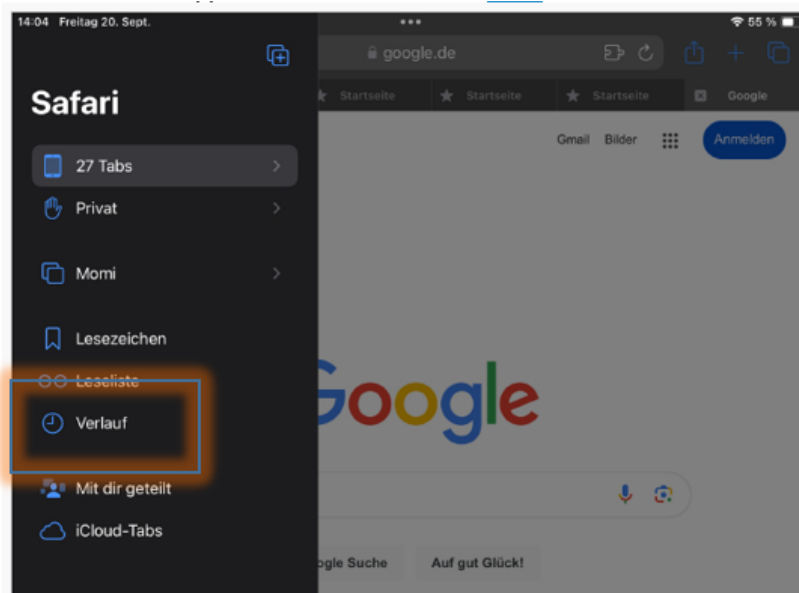 14:04 Freitag 20. Sept.
55 %
google.de
Safari
Startseite
Startseite
Startseite
Google
Gmail
Bilder
Anmelden
27 Tabs
Privat
Momi
Lesezeichen
Leseliste
Google
Verlauf
Mit dir geteilt
iCloud-Tabs
Suche
Auf gut Glück!